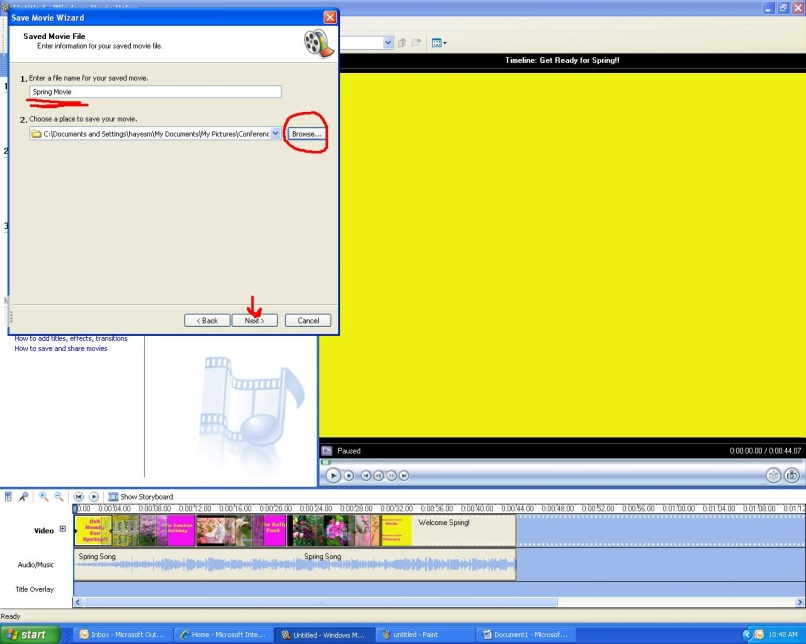 Save Movie Wizard
Saved Movie File
Enter information for your saved movie file.
1. Enter a file name for your saved movie.
Spring Movie
2. Choose a place to save your movie.
C:\Documents and Settings\hayesm\My Documents\My Pictures\Conferenc
Browse...
< Back
Next >
Cancel
Timeline: Get Ready for Spring!!
How to add titles, effects, transitions
How to save and share movies
Paused
0:00:00.00 / 0:00:44.07
Show Storyboard
0:00 0:00:04.00 0:00:08.00 0:00:12.00 0:00:16.00 0:00:20.00 0:00:24.00 0:00:28.00 0:00:32.00 0:00:36.00 0:00:40.00 0:00:44.00 0:00:48.00 0:00:52.00 0:00:56.00 0:01:00.00 0:01:04.00 0:01:08.00 0:01:12
Video
Get Ready for Spring!!
Welcome Spring!
Audio/Music
Spring Song
Spring Song
Title Overlay
Ready
start
Inbox - Microsoft Out...
Home - Microsoft Inte...
Untitled - Windows M...
untitled - Paint
Document1 - Microsof...
10:48 AM